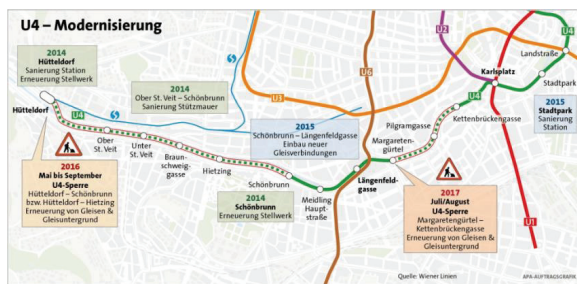 U4 – Modernisierung
2014
Hütteldorf
Sanierung Station
Erneuerung Stellwerk
2014
Ober St. Veit – Schönbrunn
Sanierung Stützmauer
U3
U6
U2
U4
Landstraße
Karlsplatz
Stadtpark
U4
Kettenbrückengasse
Pilgramgasse
Margareten-
gürtel
2015
Stadtpark
Sanierung
Station
2015
Schönbrunn – Längenfeldgasse
Einbau neuer
Gleisverbindungen
Hütteldorf
U4
Ober
St. Veit
Unter
St. Veit
Braun-
schweig-
gasse
Hietzing
Schönbrunn
Meidling
Haupt-
straße
Längenfeld-
gasse
2016
Mai bis September
U4-Sperre
Hütteldorf – Schönbrunn
bzw. Hütteldorf – Hietzing
Erneuerung von Gleisen &
Gleisuntergrund
2014
Schönbrunn
Erneuerung Stellwerk
2017
Juli/August
U4-Sperre
Margaretengürtel –
Kettenbrückengasse
Erneuerung von Gleisen &
Gleisuntergrund
U1
Quelle: Wiener Linien
APA-AUFTRAGSGRAFIK